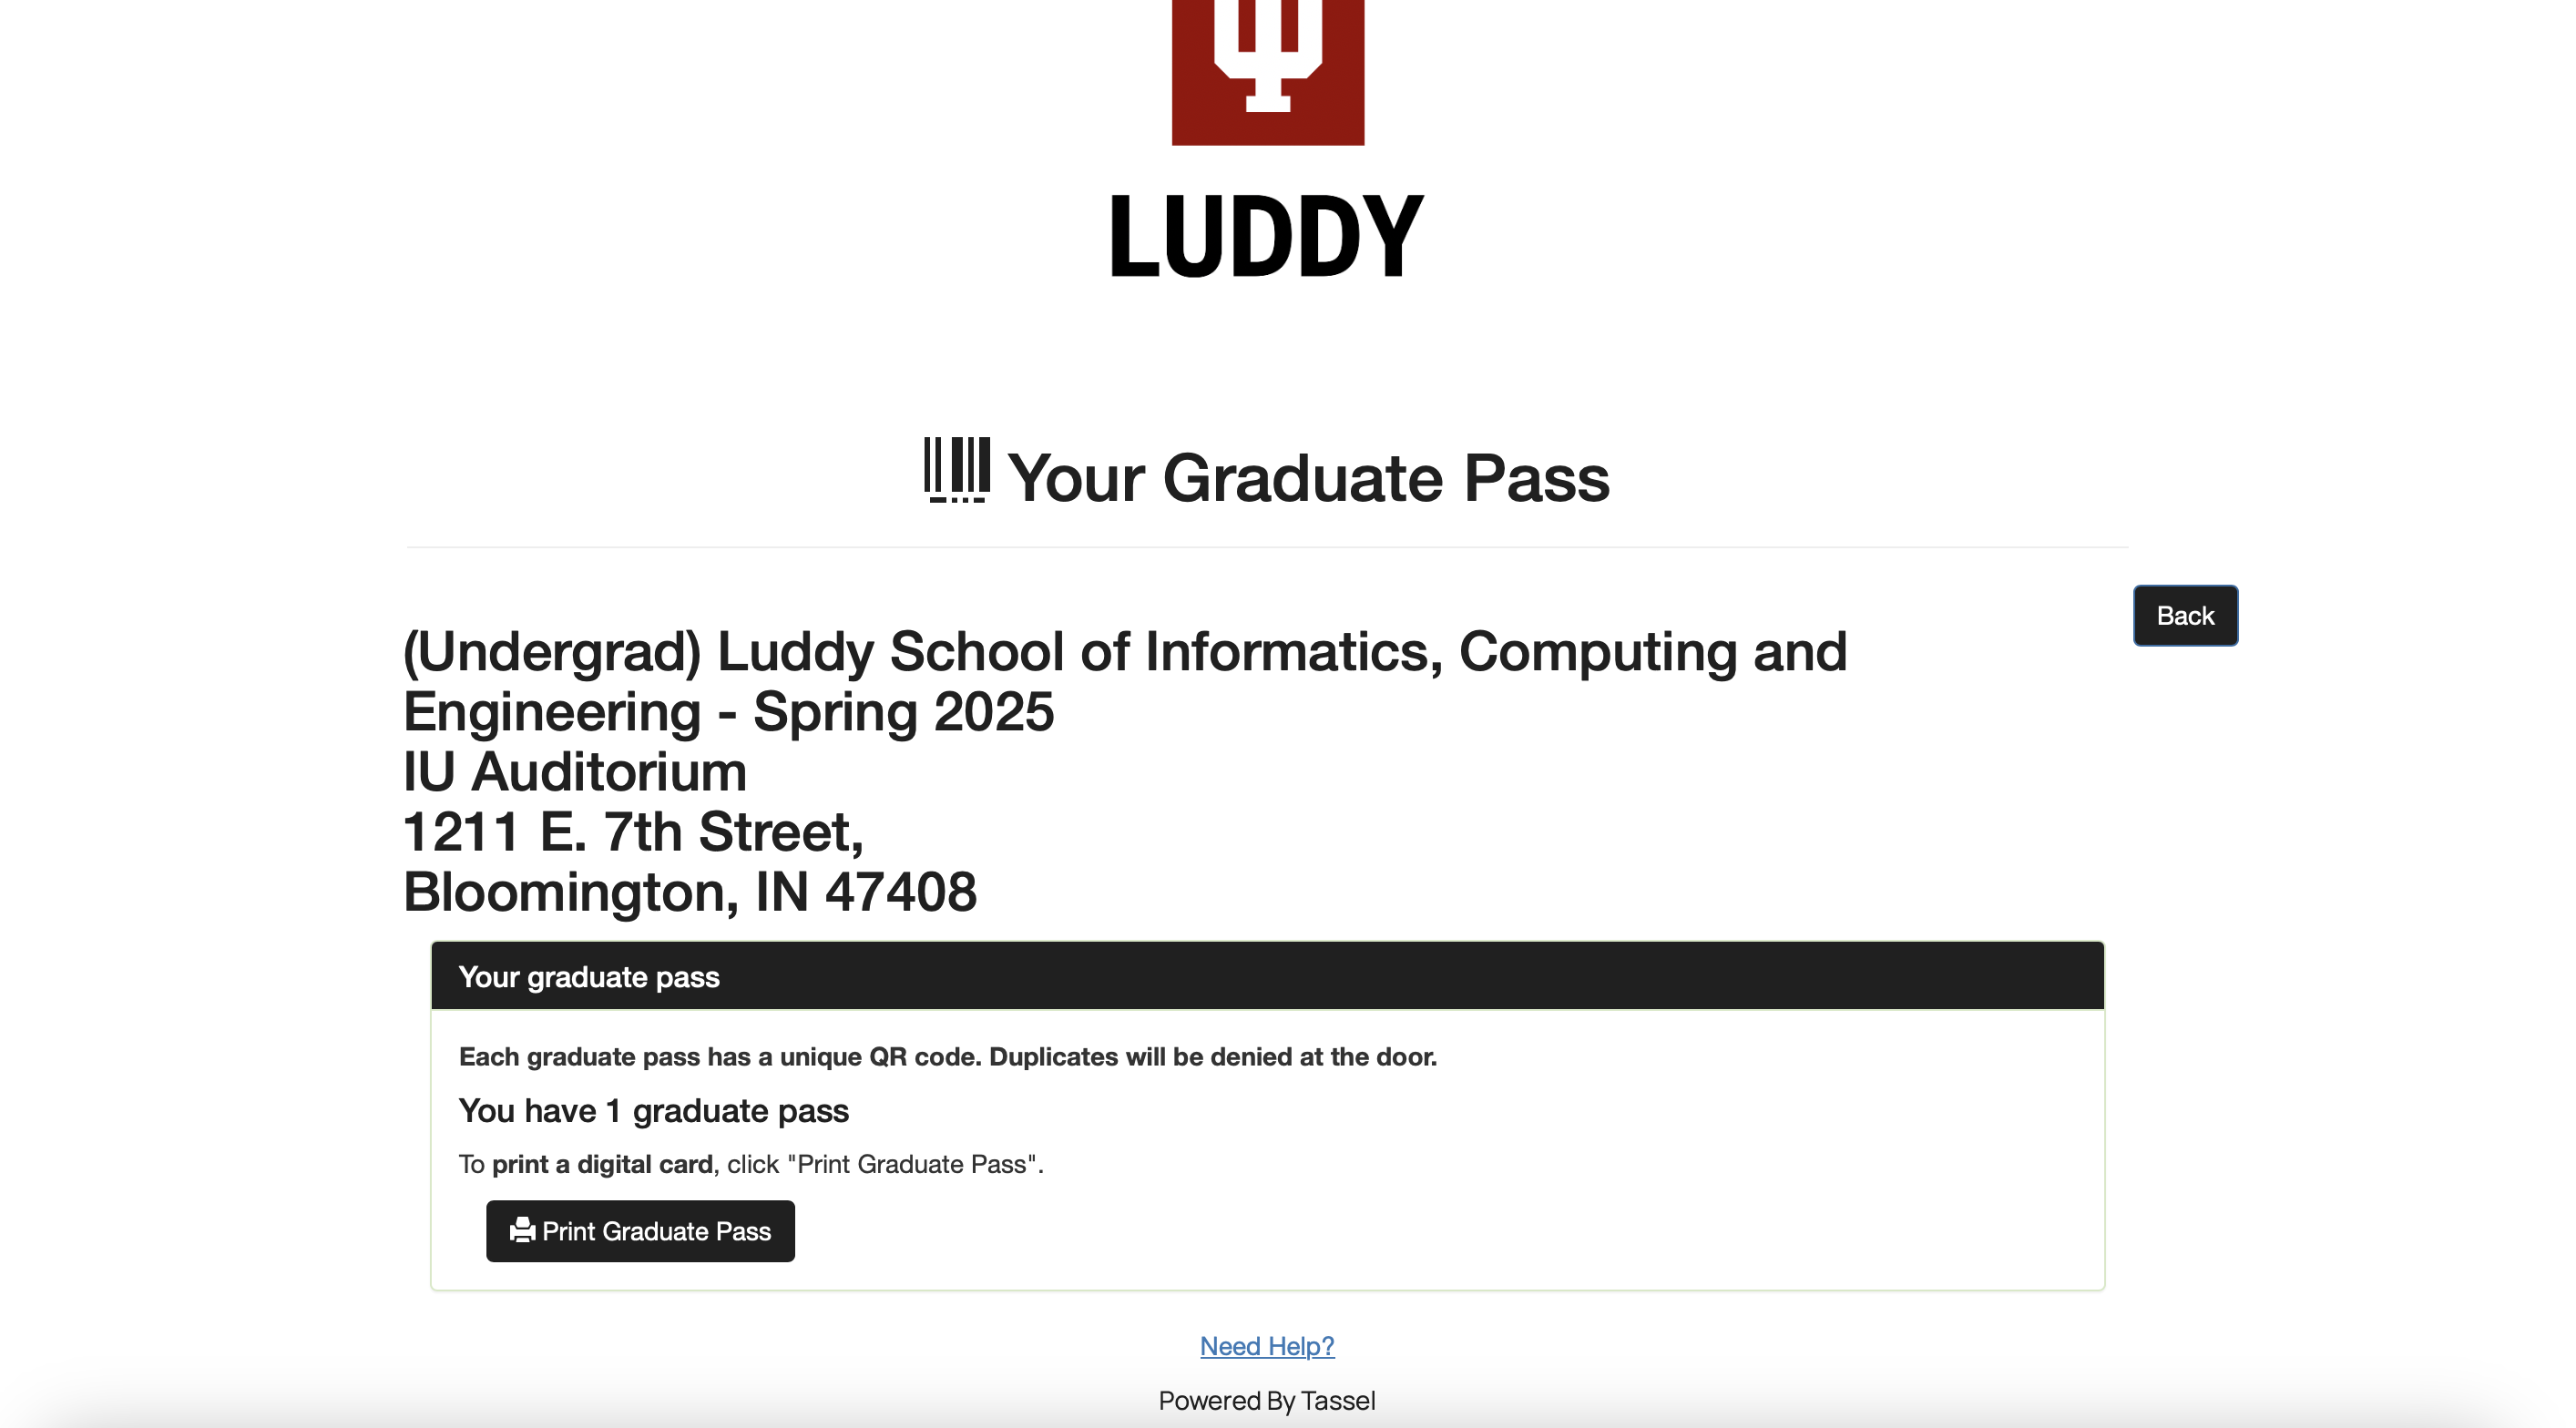 LUDDY
Your Graduate Pass
Back
(Undergrad) Luddy School of Informatics, Computing and
Engineering - Spring 2025
IU Auditorium
1211 E. 7th Street,
Bloomington, IN 47408
Your graduate pass
Each graduate pass has a unique QR code. Duplicates will be denied at the door.
You have 1 graduate pass
To print a digital card, click "Print Graduate Pass".
Print Graduate Pass
Need Help?
Powered By Tassel